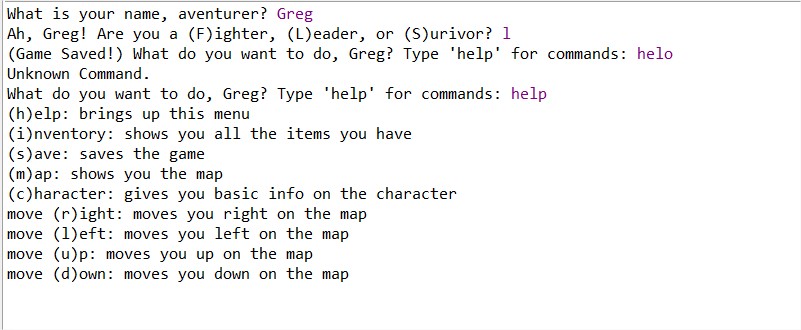 What is your name, aventurer? Greg
Ah, Greg! Are you a (F)ighter, (L)eader, or (S)urivor? l
(Game Saved!) What do you want to do, Greg? Type 'help' for commands: helo
Unknown Command.
What do you want to do, Greg? Type 'help' for commands: help
(h)elp: brings up this menu
(i)nventory: shows you all the items you have
(s)ave: saves the game
(m)ap: shows you the map
(c)haracter: gives you basic info on the character
move (r)ight: moves you right on the map
move (l)eft: moves you left on the map
move (u)p: moves you up on the map
move (d)own: moves you down on the map